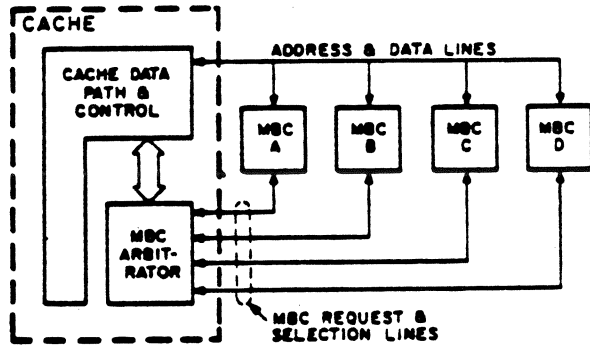 CACHE
ADDRESS & DATA LINES
CACHE DATA
PATH &
CONTROL
MBC
A
MBC
B
MBC
C
MBC
D
MBC
ARBIT-
RATOR
MBC REQUEST &
SELECTION LINES